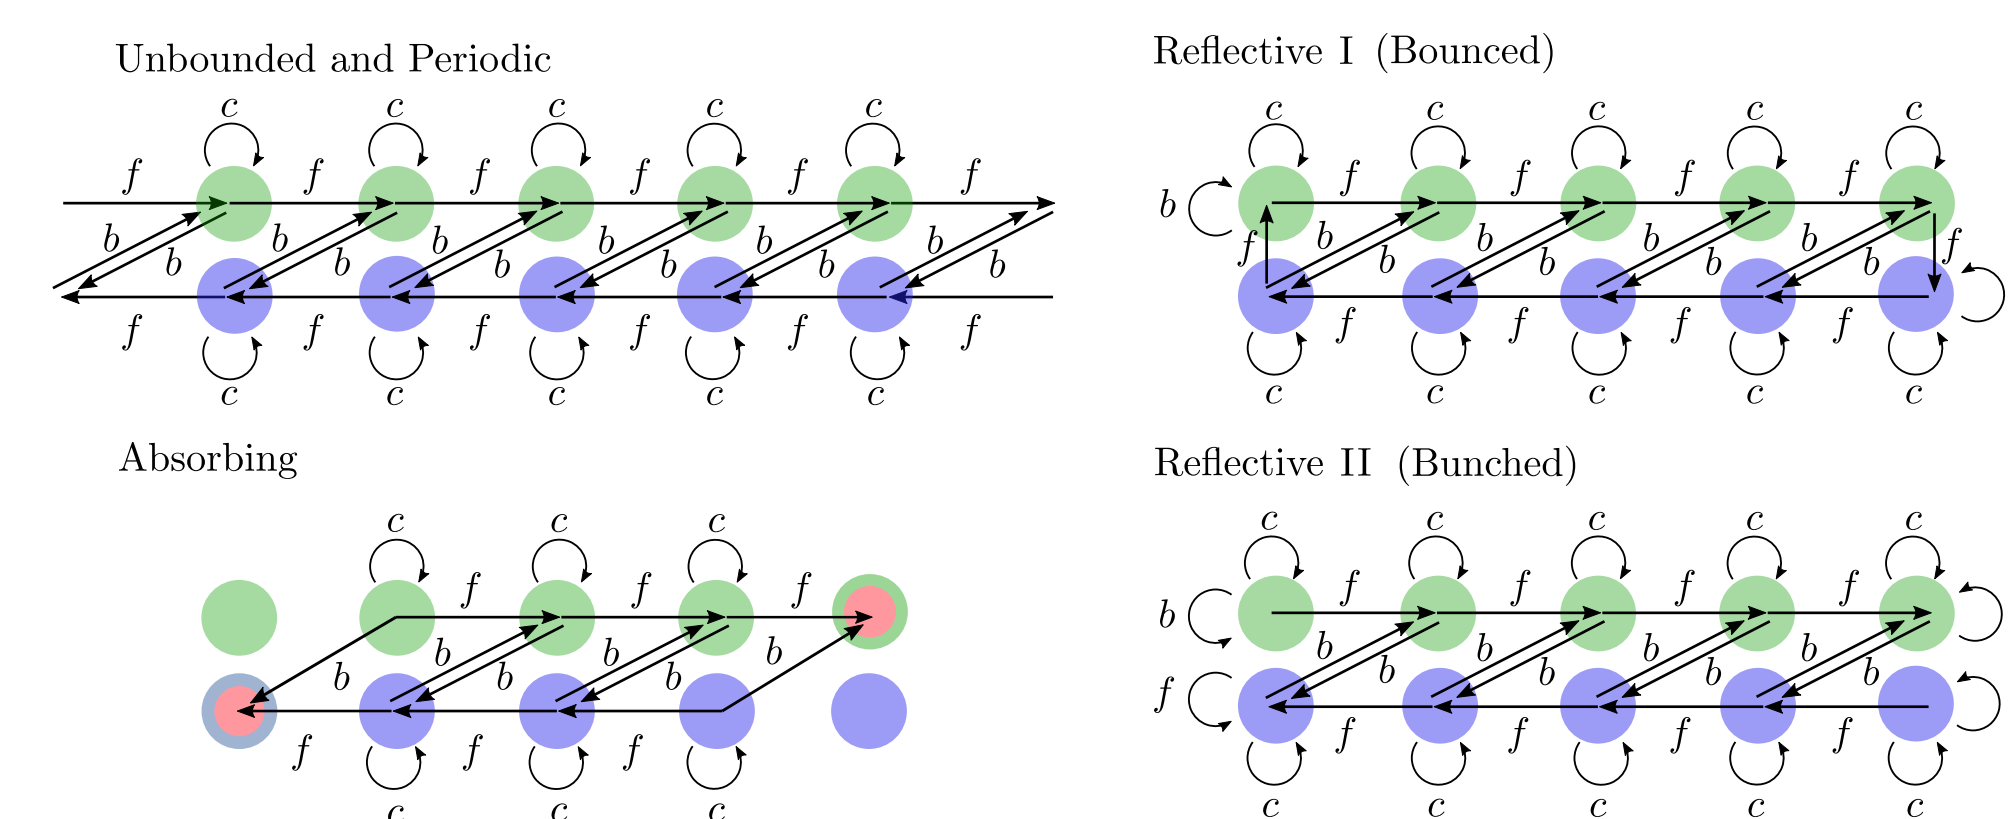 Unbounded and Periodic
c c c c c
f f f f f f
b b b b b b
b b b b b b
f f f f f f
c c c c c
Reflective I (Bounced)
c c c c c
f f f f
b
f b b b b f
b b b b
f f f f
c c c c c
Absorbing
c c c
f f f
b b b
b b b
f f f
c c c
Reflective II (Bunched)
c c c c c
f f f f
b
b b b b
b b b b
f
f f f f
c c c c c